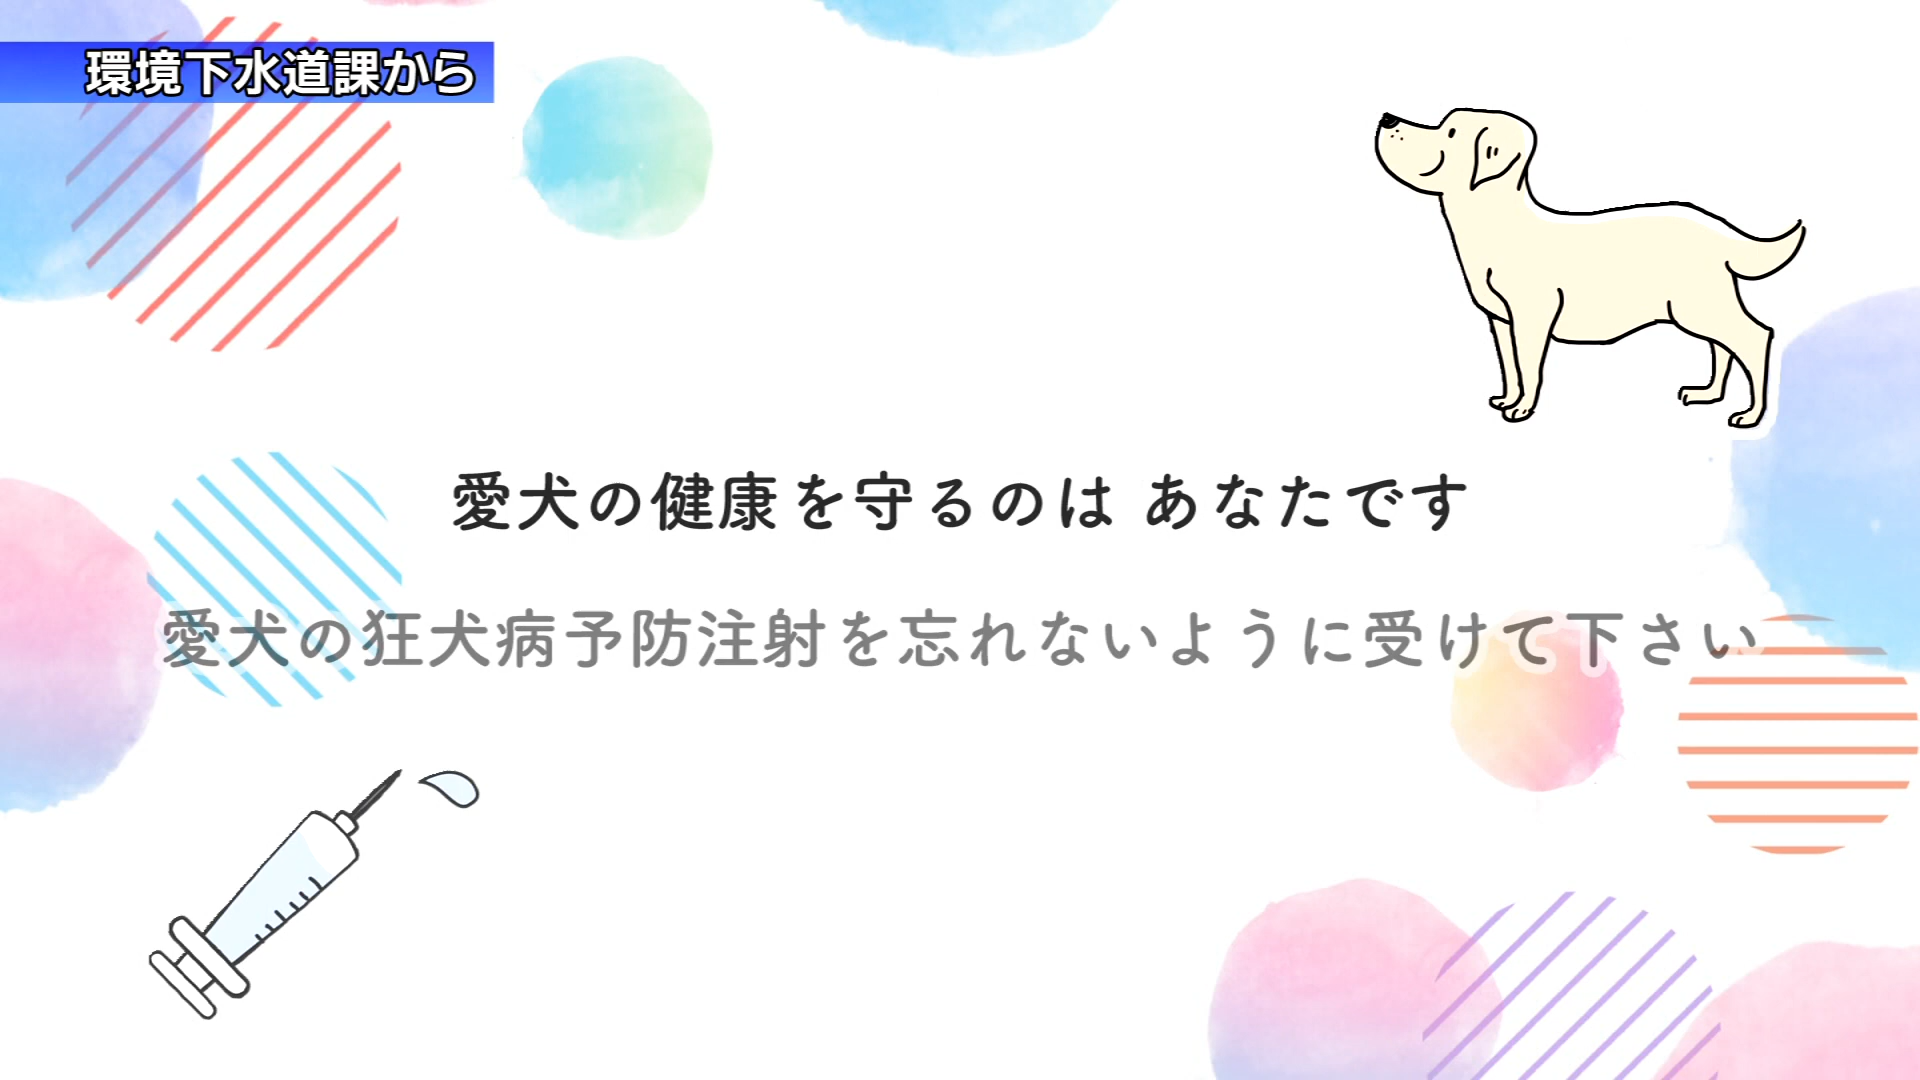 環境下水道課から
愛犬の健康を守るのは あなたです
愛犬の狂犬病予防注射を忘れないように受けて下さい